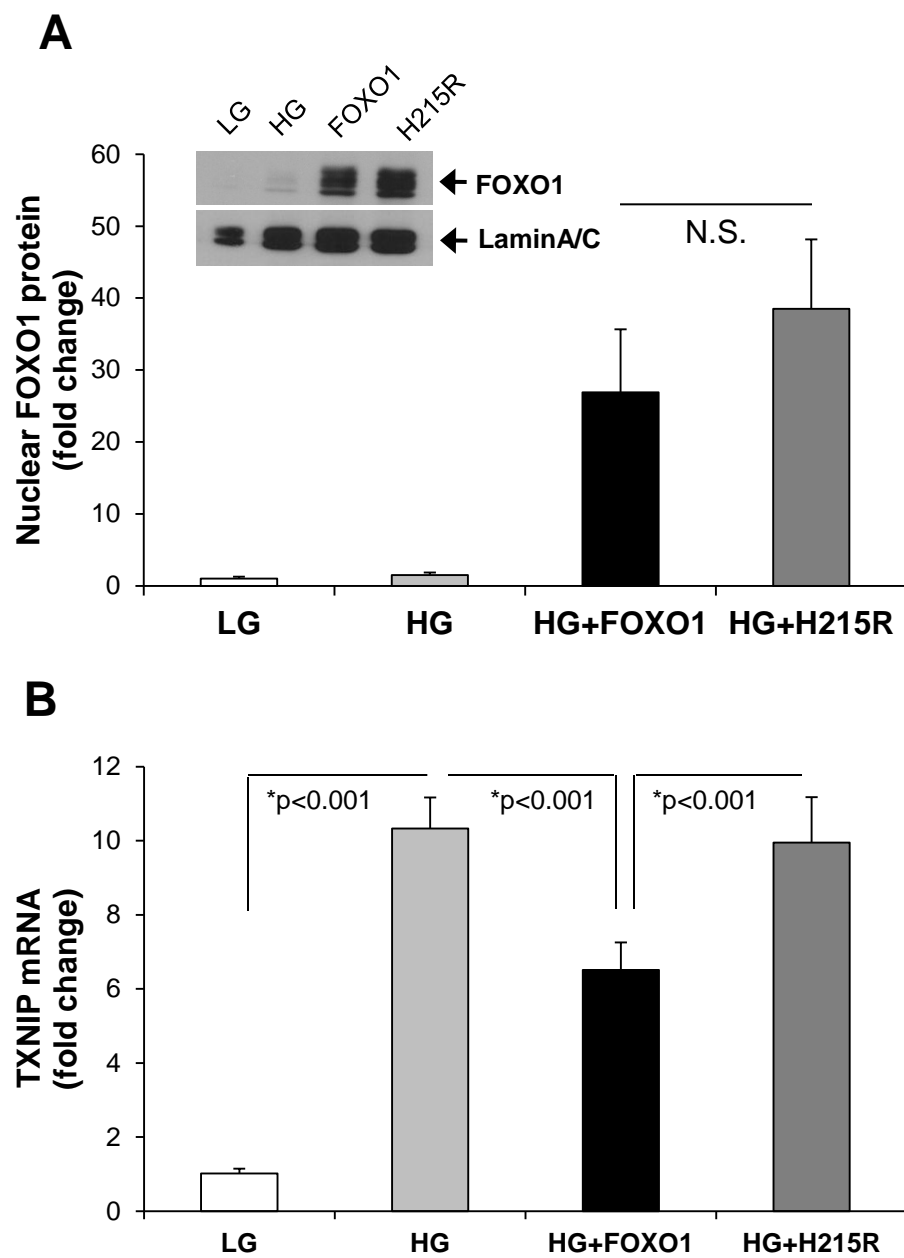 A
LG HG FOXO1 H215R
FOXO1
LaminA/C
N.S.
Nuclear FOXO1 protein
(fold change)
60
50
40
30
20
10
0
LG HG HG+FOXO1 HG+H215R
B
TXNIP mRNA
(fold change)
12
10
8
6
4
2
0
*p<0.001 *p<0.001 *p<0.001
LG HG HG+FOXO1 HG+H215R